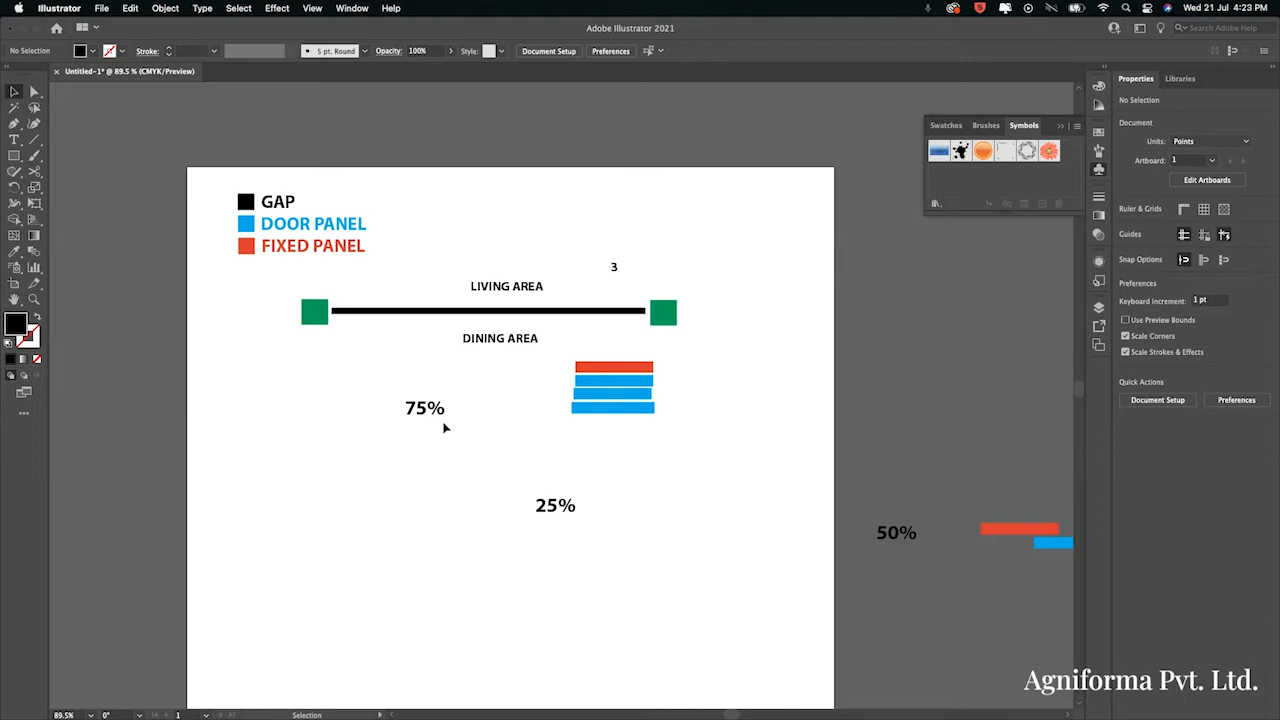 Illustrator File Edit Object Type Select Effect View Window Help Wed 21 Jul 4:23 PM
Adobe Illustrator 2021 Search Adobe Help
No Selection Stroke: 5 pt. Round Opacity: 100% Style: Document Setup Preferences
× Untitled-1* @ 89.5 % (CMYK/Preview)
Properties Libraries
No Selection
Document
Units: Points
Artboard: 1
Edit Artboards
Ruler & Grids
Guides
Snap Options
Preferences
Keyboard Increment: 1 pt
Use Preview Bounds
Scale Corners
Scale Strokes & Effects
Quick Actions
Document Setup Preferences
Swatches Brushes Symbols
GAP
DOOR PANEL
FIXED PANEL
3
LIVING AREA
DINING AREA
75%
25%
50%
Agniforma Pvt. Ltd.
89.5% 0° 1 Selection